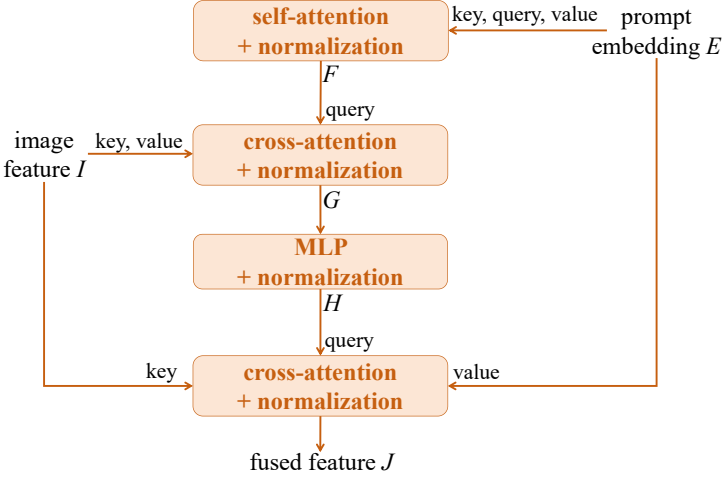 self-attention
+ normalization
key, query, value
prompt
embedding E
F
query
image
feature I
key, value
cross-attention
+ normalization
G
MLP
+ normalization
H
query
key
cross-attention
+ normalization
value
fused feature J